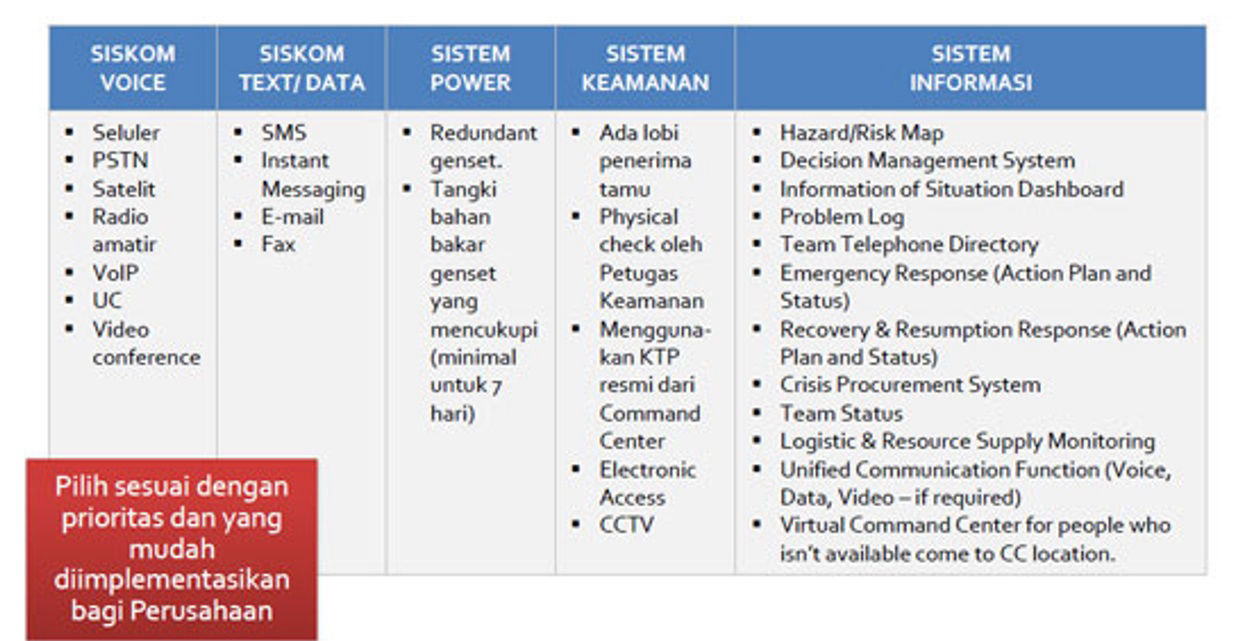 SISKOM
VOICE
SISKOM
TEXT/ DATA
SISTEM
POWER
SISTEM
KEAMANAN
SISTEM
INFORMASI
▪ Seluler
▪ PSTN
▪ Satelit
▪ Radio
amatir
▪ VoIP
▪ UC
▪ Video
conference
▪ SMS
▪ Instant
Messaging
▪ E-mail
▪ Fax
▪ Redundant
genset.
▪ Tangki
bahan
bakar
genset
yang
mencukupi
(minimal
untuk 7
hari)
▪ Ada lobi
penerima
tamu
▪ Physical
check oleh
Petugas
Keamanan
▪ Mengguna-
kan KTP
resmi dari
Command
Center
▪ Electronic
Access
▪ CCTV
▪ Hazard/Risk Map
▪ Decision Management System
▪ Information of Situation Dashboard
▪ Problem Log
▪ Team Telephone Directory
▪ Emergency Response (Action Plan and
Status)
▪ Recovery & Resumption Response (Action
Plan and Status)
▪ Crisis Procurement System
▪ Team Status
▪ Logistic & Resource Supply Monitoring
▪ Unified Communication Function (Voice,
Data, Video – if required)
▪ Virtual Command Center for people who
isn't available come to CC location.
Pilih sesuai dengan
prioritas dan yang
mudah
diimplementasikan
bagi Perusahaan